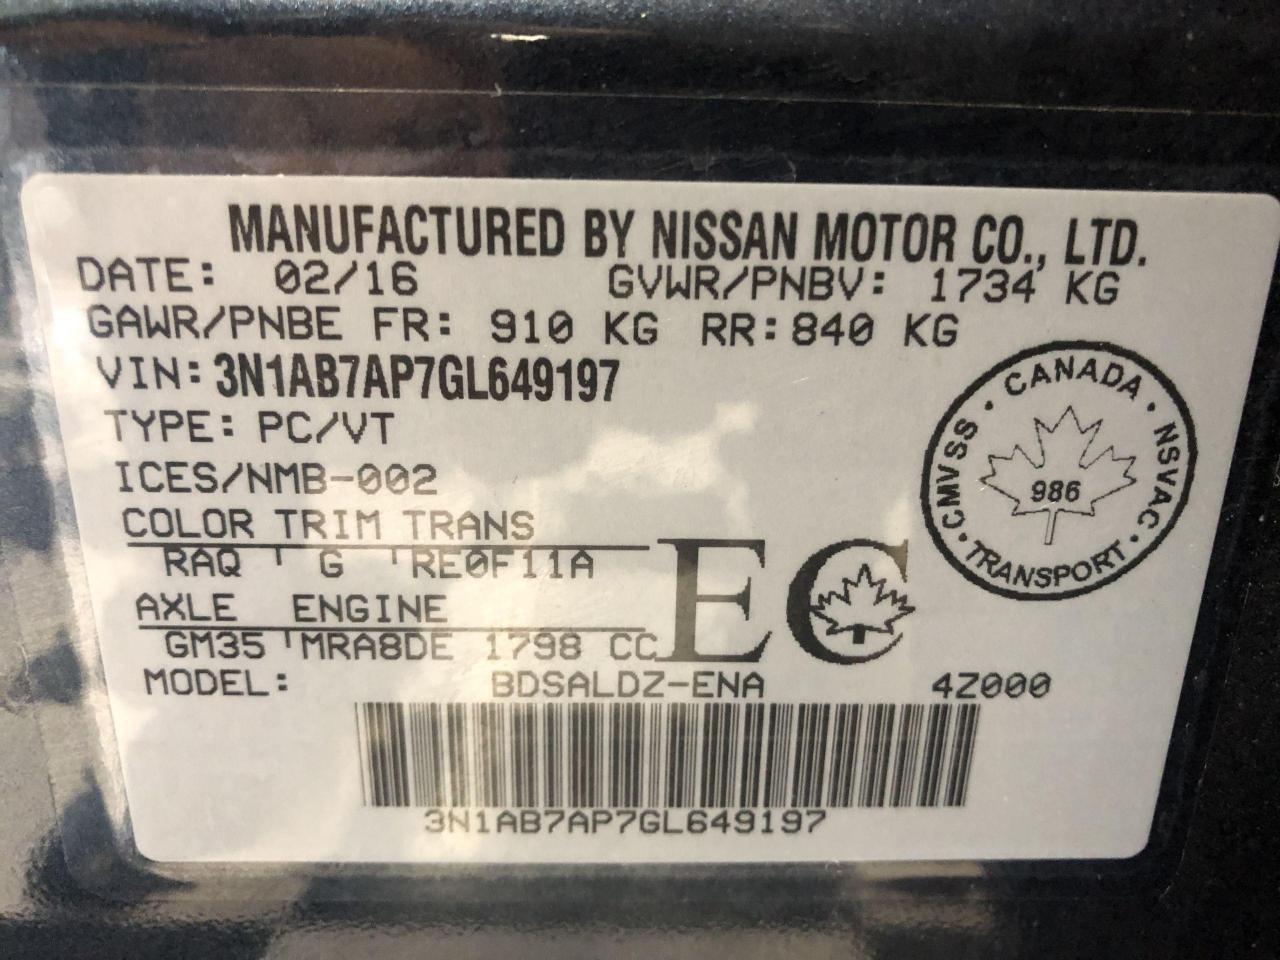 MANUFACTURED BY NISSAN MOTOR CO., LTD.
DATE: 02/16 GVWR/PNBV: 1734 KG
GAWR/PNBE FR: 910 KG RR: 840 KG
VIN: 3N1AB7AP7GL649197
TYPE: PC/VT
ICES/NMB-002
COLOR TRIM TRANS
RAQ G RE0F11A
AXLE ENGINE
GM35 MRA8DE 1798 CC
MODEL: BDSALDZ-ENA 4Z000
3N1AB7AP7GL649197
EC
CANADA · NSVAC · TRANSPORT · CMVSS ·
986